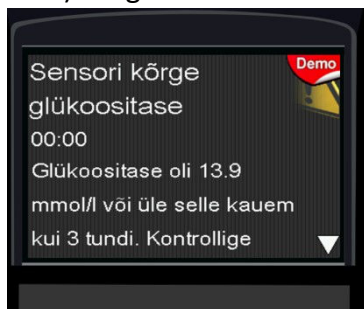 Sensori kõrge
Demo
glükoositase
00:00
Glükoositase oli 13.9
mmol/l või üle selle kauem
kui 3 tundi. Kontrollige